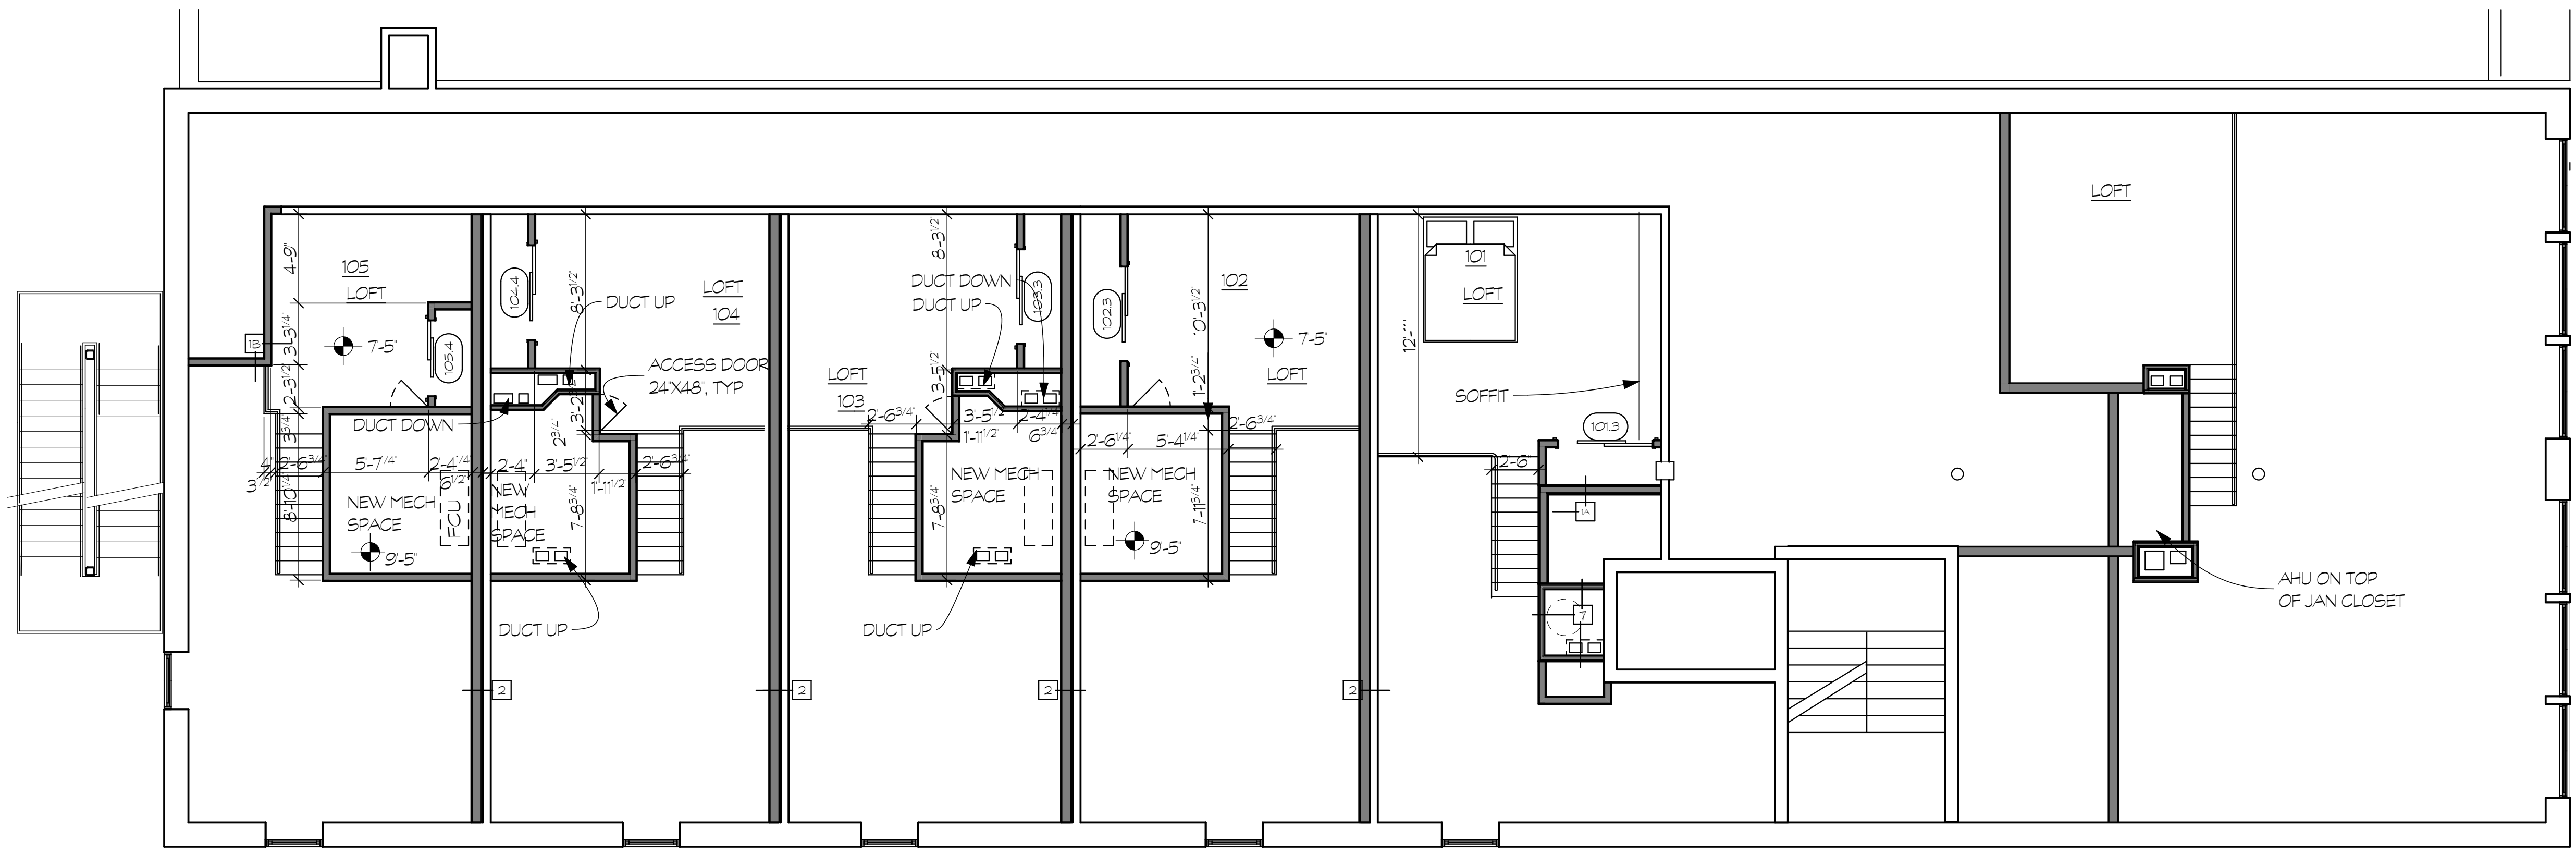 LOFT
105
LOFT
4'-9"
3'-3 1/4"
2'-3 1/2"
3 3/4"
8'-10 1/4"
7'-5"
1B
105.4
4"
3 1/2"
2'-6 3/4"
5'-7 1/4"
2'-4 1/4"
6 1/2"
NEW MECH
SPACE
FCU
9'-5"
104.4
8'-3 1/2"
DUCT UP
LOFT
104
ACCESS DOOR
24"X48", TYP
DUCT DOWN
2 3/4"
2'-4"
3'-5 1/2"
1'-11 1/2"
2'-6 3/4"
NEW
MECH
SPACE
7'-8 3/4"
DUCT UP
2
2
8'-3 1/2"
DUCT DOWN
DUCT UP
103.3
LOFT
103
3'-5 1/2"
2'-6 3/4"
3'-5 1/2"
2'-4 1/4"
1'-11 1/2"
6 3/4"
NEW MECH
SPACE
7'-8 3/4"
DUCT UP
2
102.3
102
10'-3 1/2"
7'-5"
LOFT
1'-2 3/4"
2'-6 1/4"
5'-4 1/4"
2'-6 3/4"
NEW MECH
SPACE
7'-11 3/4"
9'-5"
2
12'-11"
101
LOFT
SOFFIT
101.3
2'-6"
1A
7
AHU ON TOP
OF JAN CLOSET